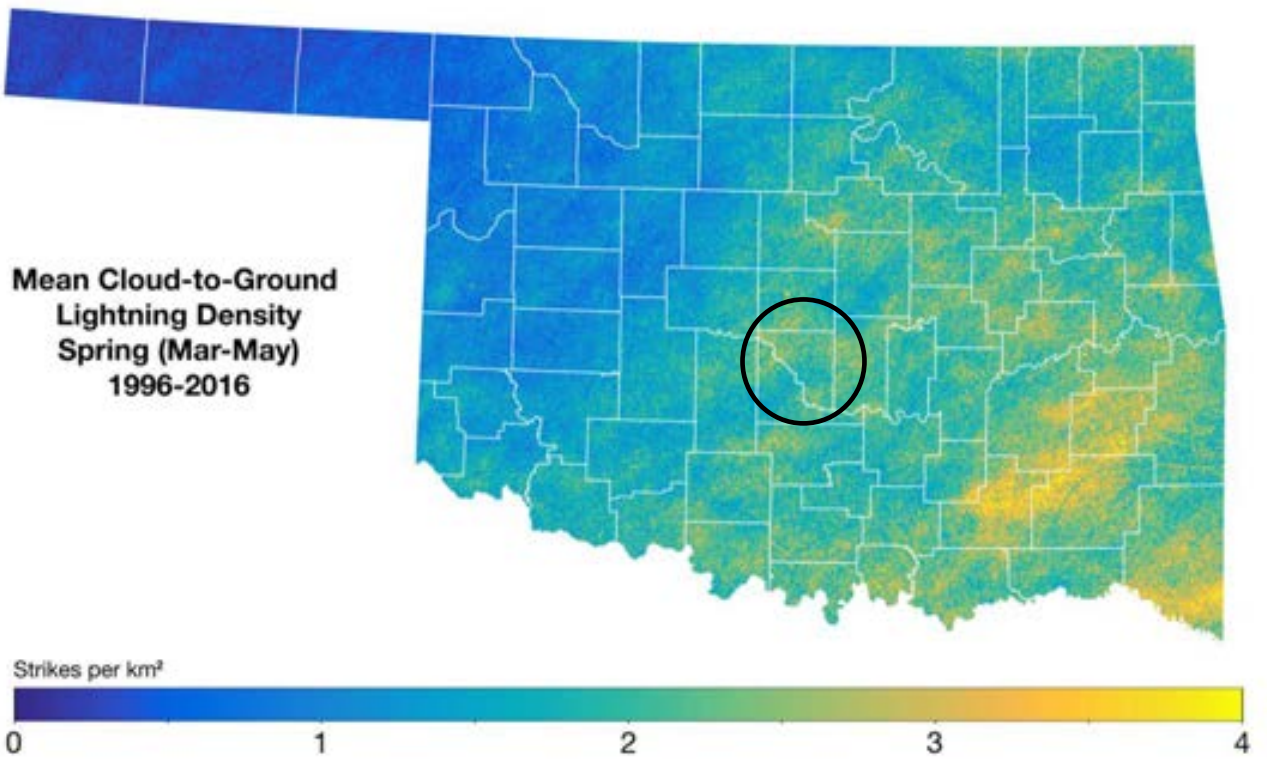 Mean Cloud-to-Ground
Lightning Density
Spring (Mar-May)
1996-2016
Strikes per km²
0 1 2 3 4